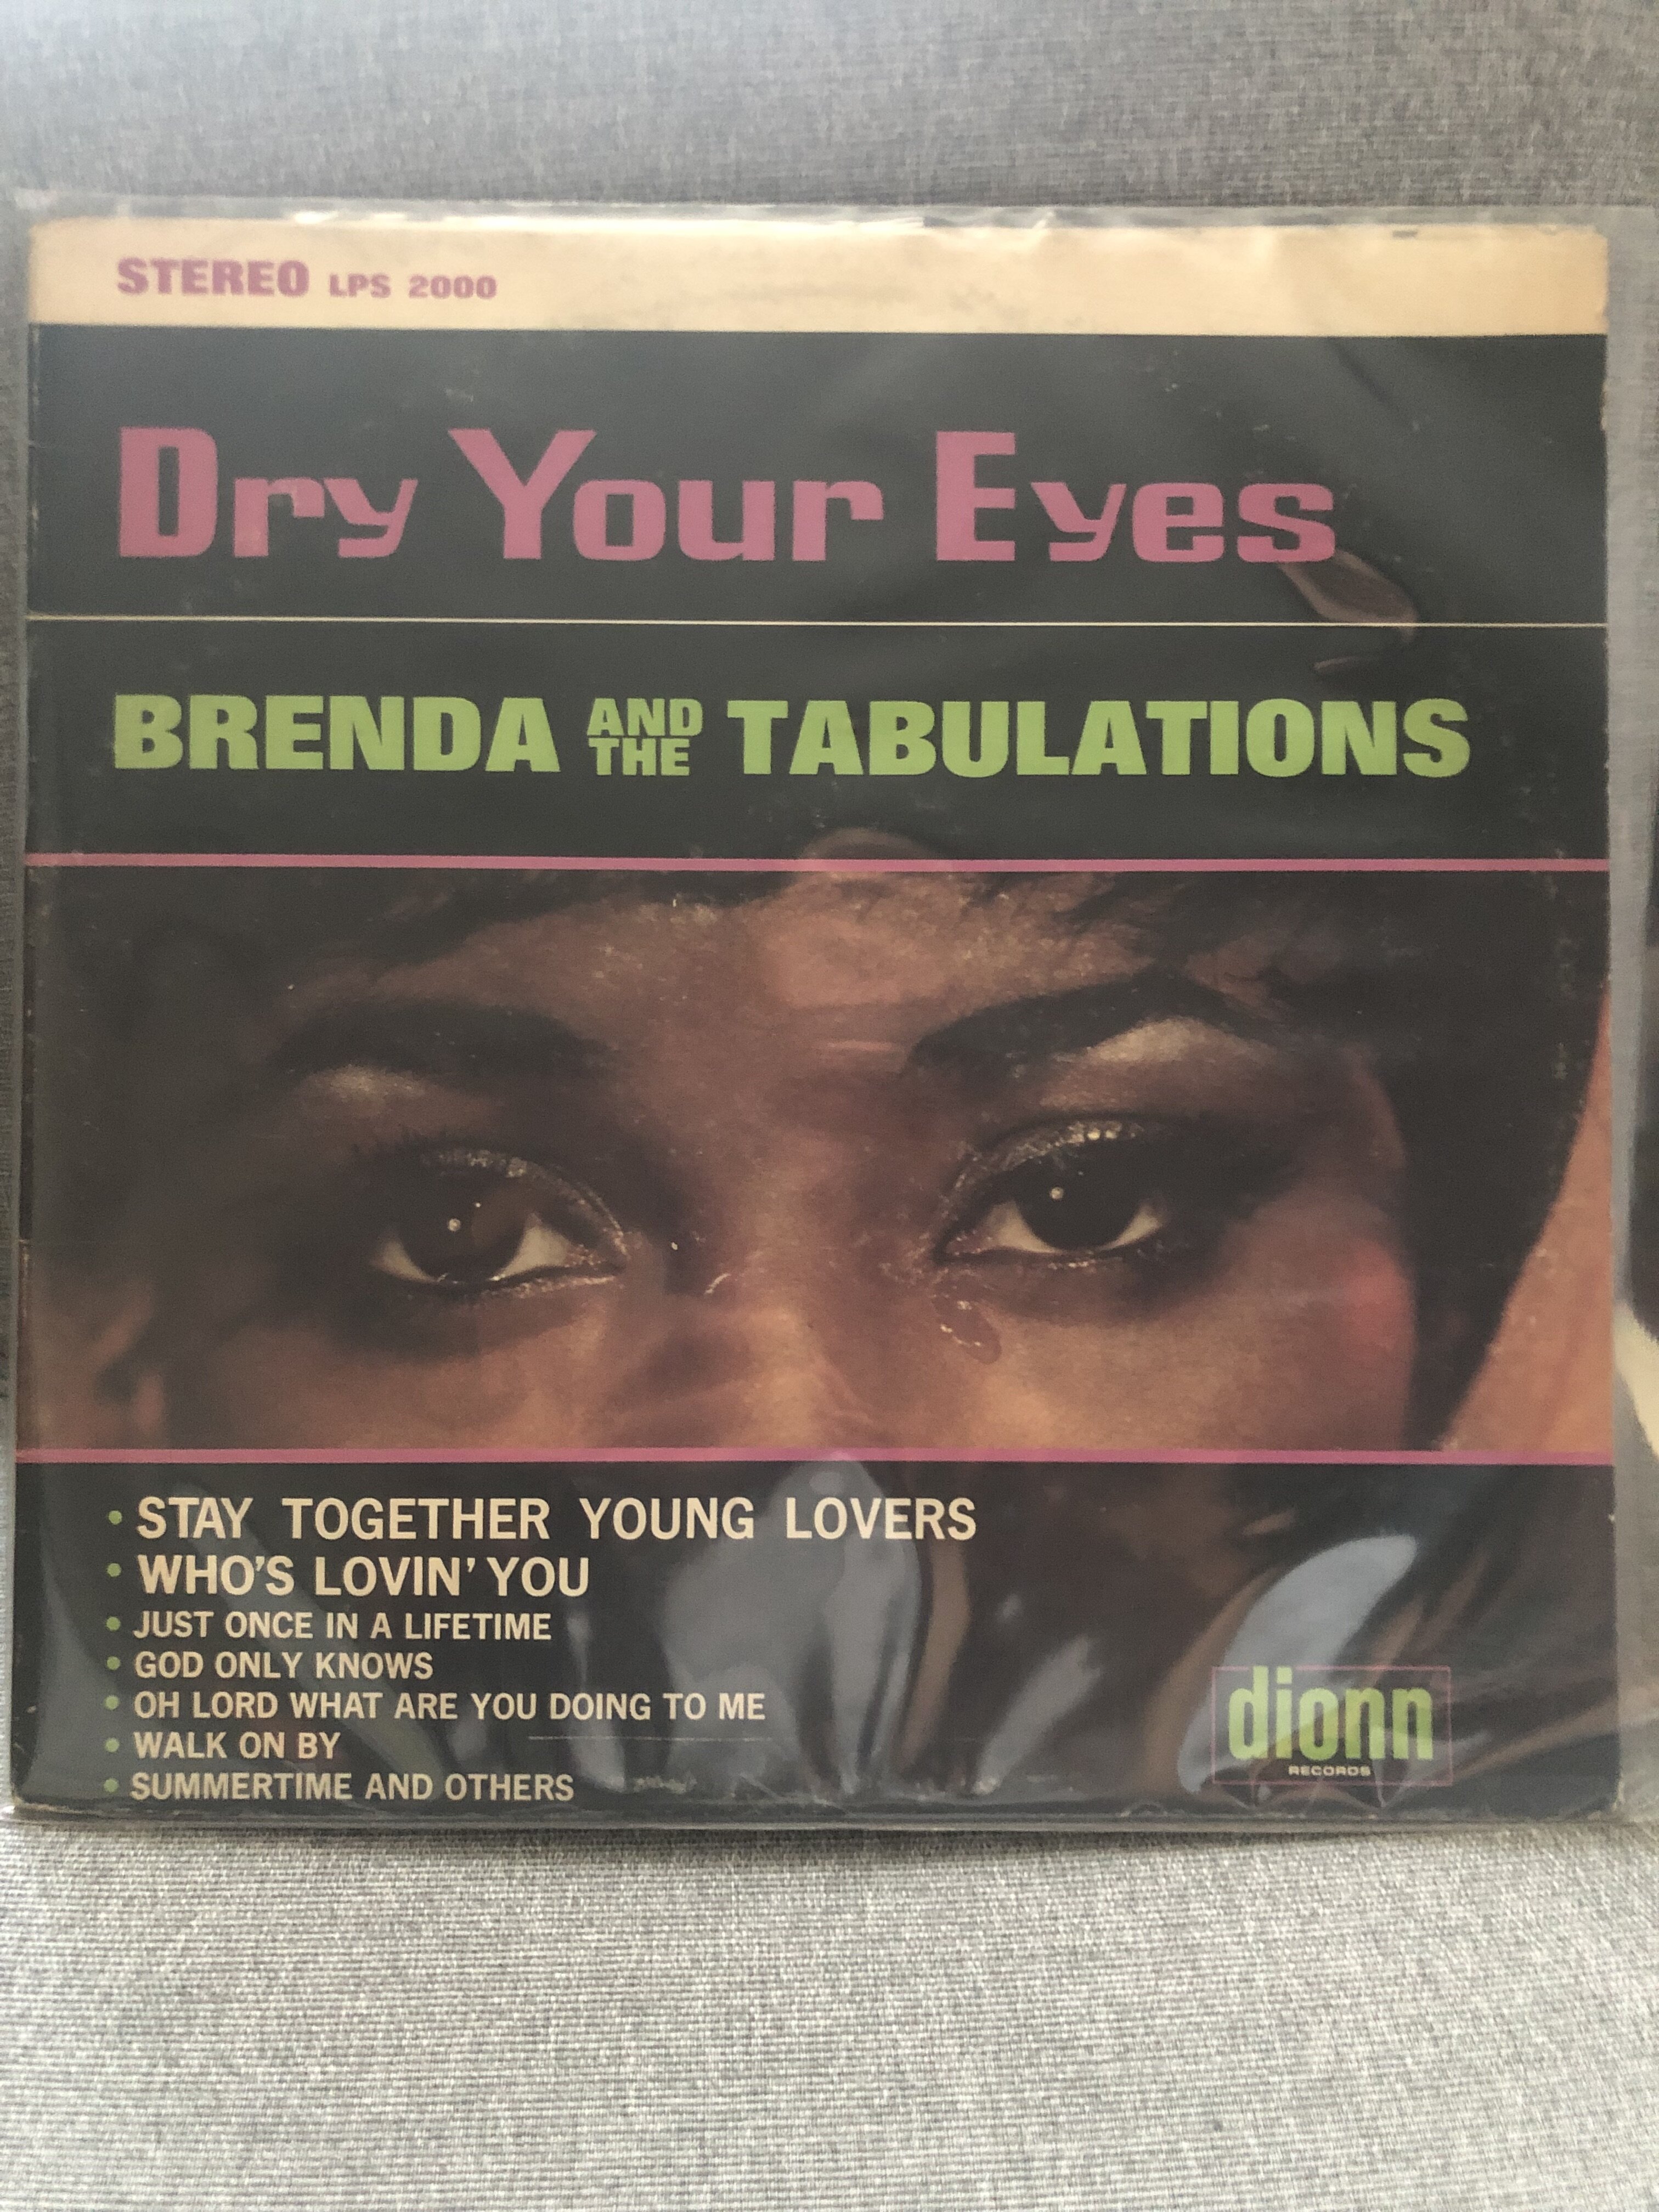 STEREO LPS 2000
Dry Your Eyes
BRENDA AND THE TABULATIONS
• STAY TOGETHER YOUNG LOVERS
• WHO'S LOVIN' YOU
• JUST ONCE IN A LIFETIME
• GOD ONLY KNOWS
• OH LORD WHAT ARE YOU DOING TO ME
• WALK ON BY
• SUMMERTIME AND OTHERS
dionn
RECORDS